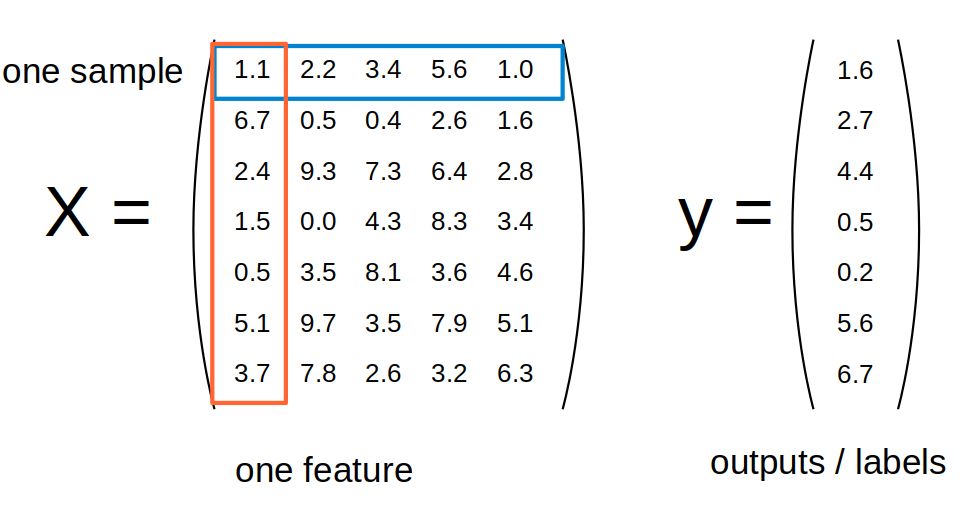 one sample 1.1 2.2 3.4 5.6 1.0 1.6
6.7 0.5 0.4 2.6 1.6 2.7
2.4 9.3 7.3 6.4 2.8 4.4
X = 1.5 0.0 4.3 8.3 3.4 y = 0.5
0.5 3.5 8.1 3.6 4.6 0.2
5.1 9.7 3.5 7.9 5.1 5.6
3.7 7.8 2.6 3.2 6.3 6.7
one feature outputs / labels